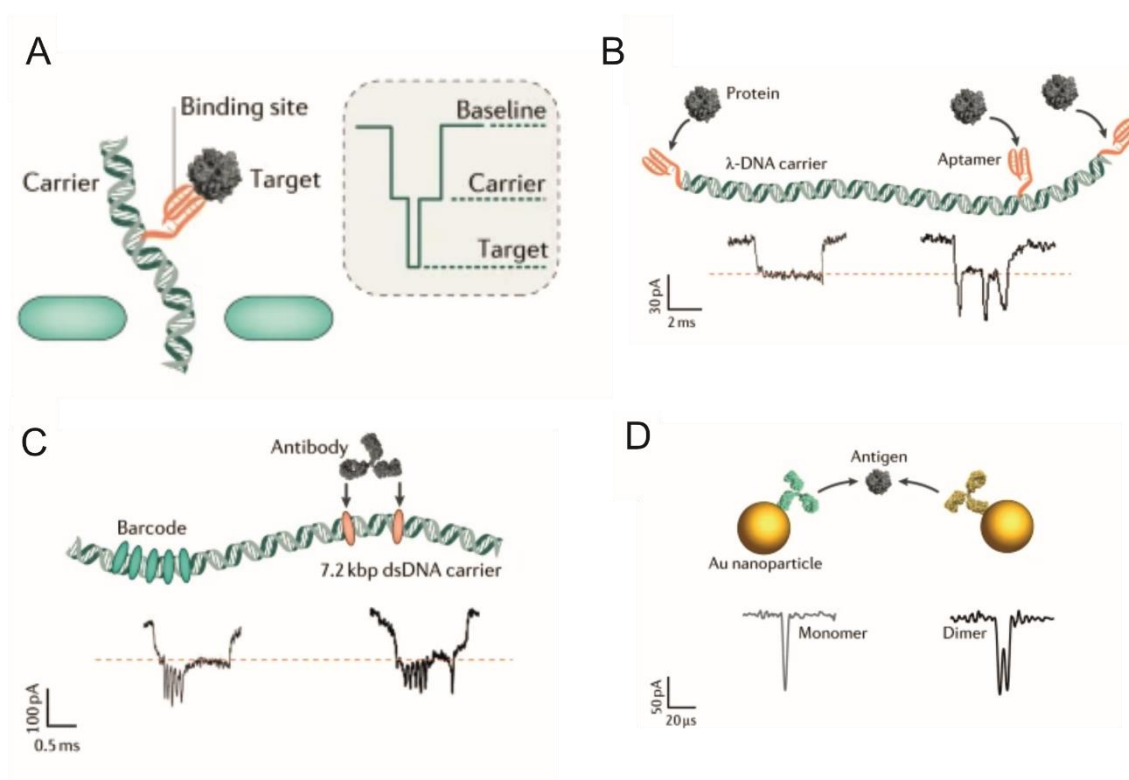 A
Binding site
Carrier
Target
Baseline
Carrier
Target
B
Protein
λ-DNA carrier
Aptamer
30 pA
2 ms
C
Antibody
Barcode
7.2 kbp dsDNA carrier
100 pA
0.5 ms
D
Antigen
Au nanoparticle
Monomer
Dimer
50 pA
20 µs